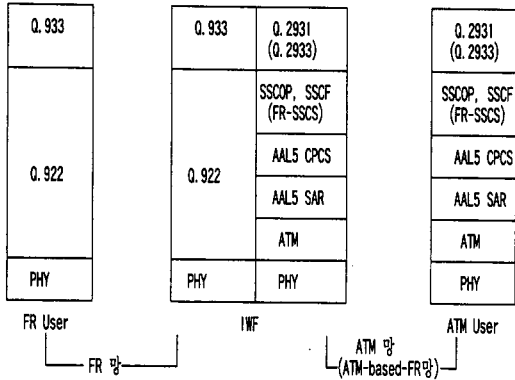 Q.933
Q.922
PHY
FR User
Q.933
Q.922
PHY
Q.2931
(Q.2933)
SSCOP, SSCF
(FR-SSCS)
AAL5 CPCS
AAL5 SAR
ATM
PHY
IWF
Q.2931
(Q.2933)
SSCOP, SSCF
(FR-SSCS)
AAL5 CPCS
AAL5 SAR
ATM
PHY
ATM User
FR 망
ATM 망
(ATM-based-FR망)